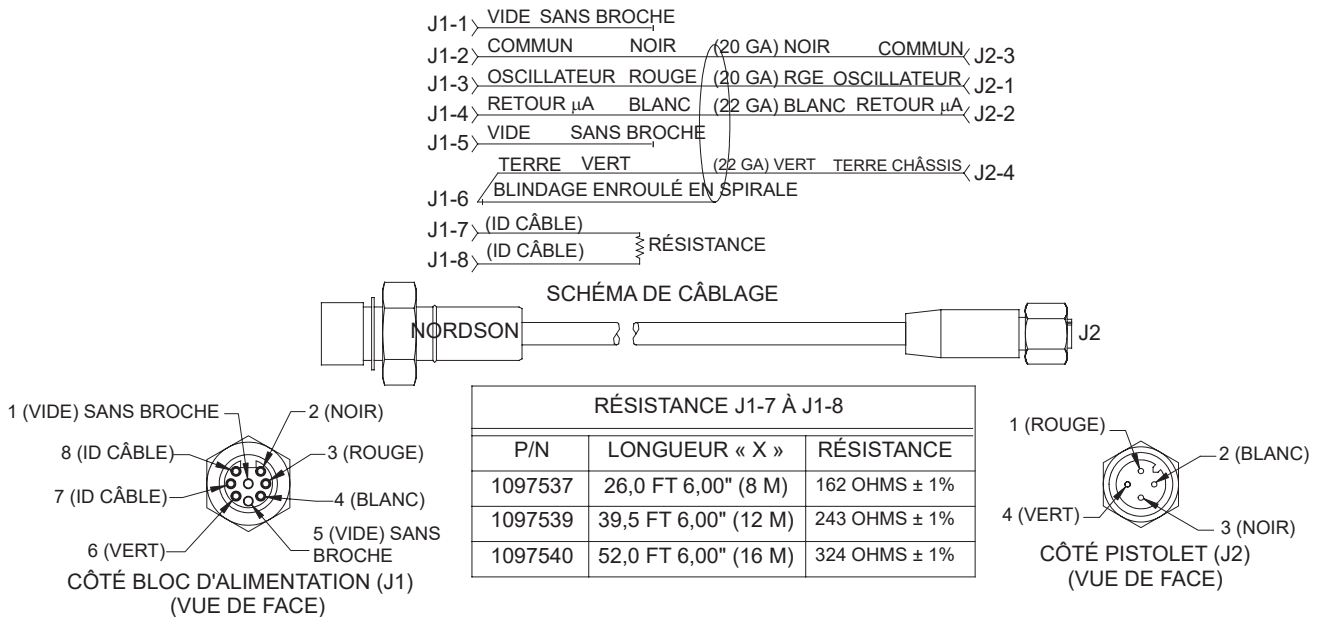 J1-1 VIDE SANS BROCHE
J1-2 COMMUN NOIR (20 GA) NOIR COMMUN J2-3
J1-3 OSCILLATEUR ROUGE (20 GA) RGE OSCILLATEUR J2-1
J1-4 RETOUR µA BLANC (22 GA) BLANC RETOUR µA J2-2
J1-5 VIDE SANS BROCHE
TERRE VERT (22 GA) VERT TERRE CHÂSSIS J2-4
J1-6 BLINDAGE ENROULÉ EN SPIRALE
J1-7 (ID CÂBLE)
RÉSISTANCE
J1-8 (ID CÂBLE)
SCHÉMA DE CÂBLAGE
NORDSON
J2
1 (VIDE) SANS BROCHE
2 (NOIR)
8 (ID CÂBLE)
3 (ROUGE)
7 (ID CÂBLE)
4 (BLANC)
6 (VERT)
5 (VIDE) SANS
BROCHE
CÔTÉ BLOC D'ALIMENTATION (J1)
(VUE DE FACE)
RÉSISTANCE J1-7 À J1-8
P/N LONGUEUR « X » RÉSISTANCE
1097537 26,0 FT 6,00" (8 M) 162 OHMS ± 1%
1097539 39,5 FT 6,00" (12 M) 243 OHMS ± 1%
1097540 52,0 FT 6,00" (16 M) 324 OHMS ± 1%
1 (ROUGE)
2 (BLANC)
4 (VERT)
3 (NOIR)
CÔTÉ PISTOLET (J2)
(VUE DE FACE)